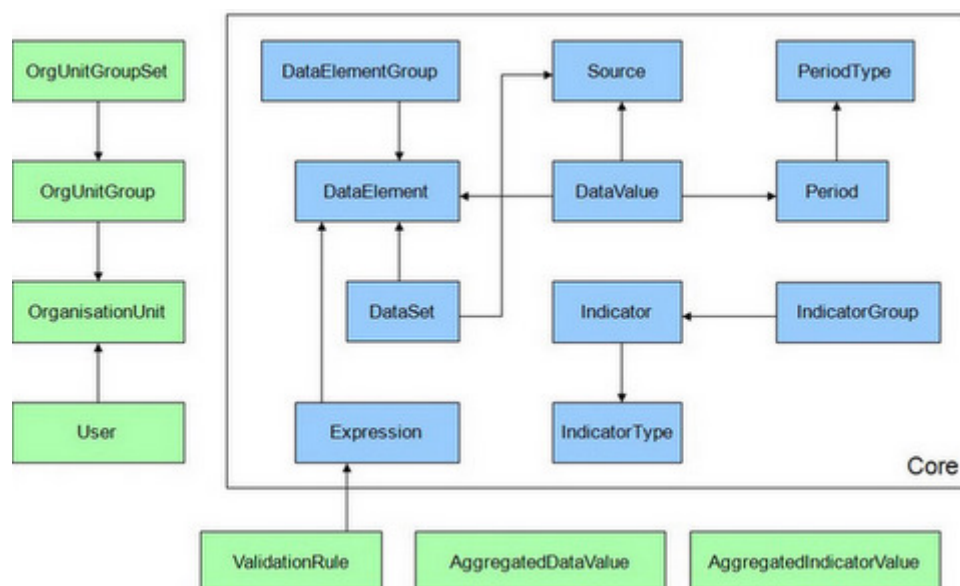 OrgUnitGroupSet
DataElementGroup
Source
PeriodType
OrgUnitGroup
DataElement
DataValue
Period
OrganisationUnit
DataSet
Indicator
IndicatorGroup
User
Expression
IndicatorType
Core
ValidationRule
AggregatedDataValue
AggregatedIndicatorValue